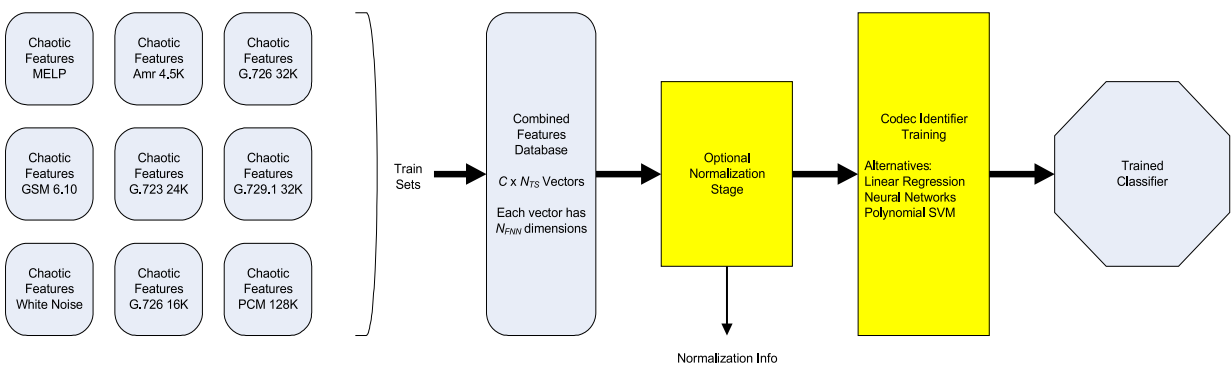 Chaotic
Features
MELP
Chaotic
Features
Amr 4.5K
Chaotic
Features
G.726 32K
Chaotic
Features
GSM 6.10
Chaotic
Features
G.723 24K
Chaotic
Features
G.729.1 32K
Chaotic
Features
White Noise
Chaotic
Features
G.726 16K
Chaotic
Features
PCM 128K
Train
Sets
Combined
Features
Database
C x NTS Vectors
Each vector has
NFNN dimensions
Optional
Normalization
Stage
Normalization Info
Codec Identifier
Training
Alternatives:
Linear Regression
Neural Networks
Polynomial SVM
Trained
Classifier